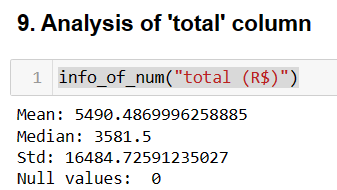 9. Analysis of 'total' column
1 info_of_num("total (R$)")
Mean: 5490.4869996258885
Median: 3581.5
Std: 16484.72591235027
Null values:  0